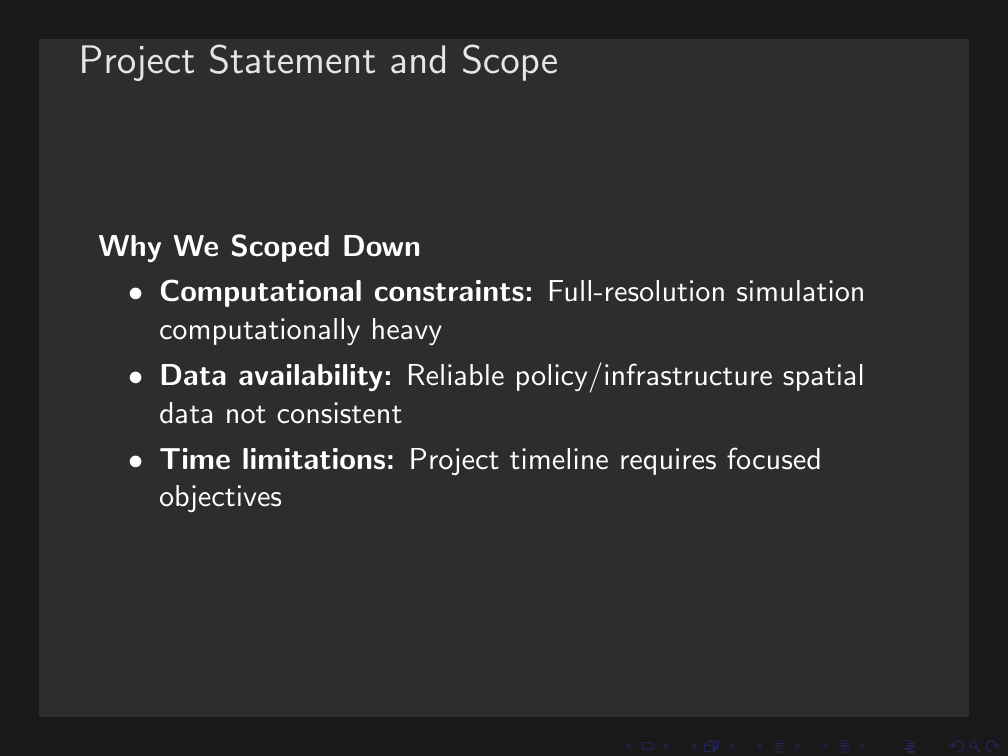 Project Statement and Scope
Why We Scoped Down
• Computational constraints: Full-resolution simulation
computationally heavy
• Data availability: Reliable policy/infrastructure spatial
data not consistent
• Time limitations: Project timeline requires focused
objectives